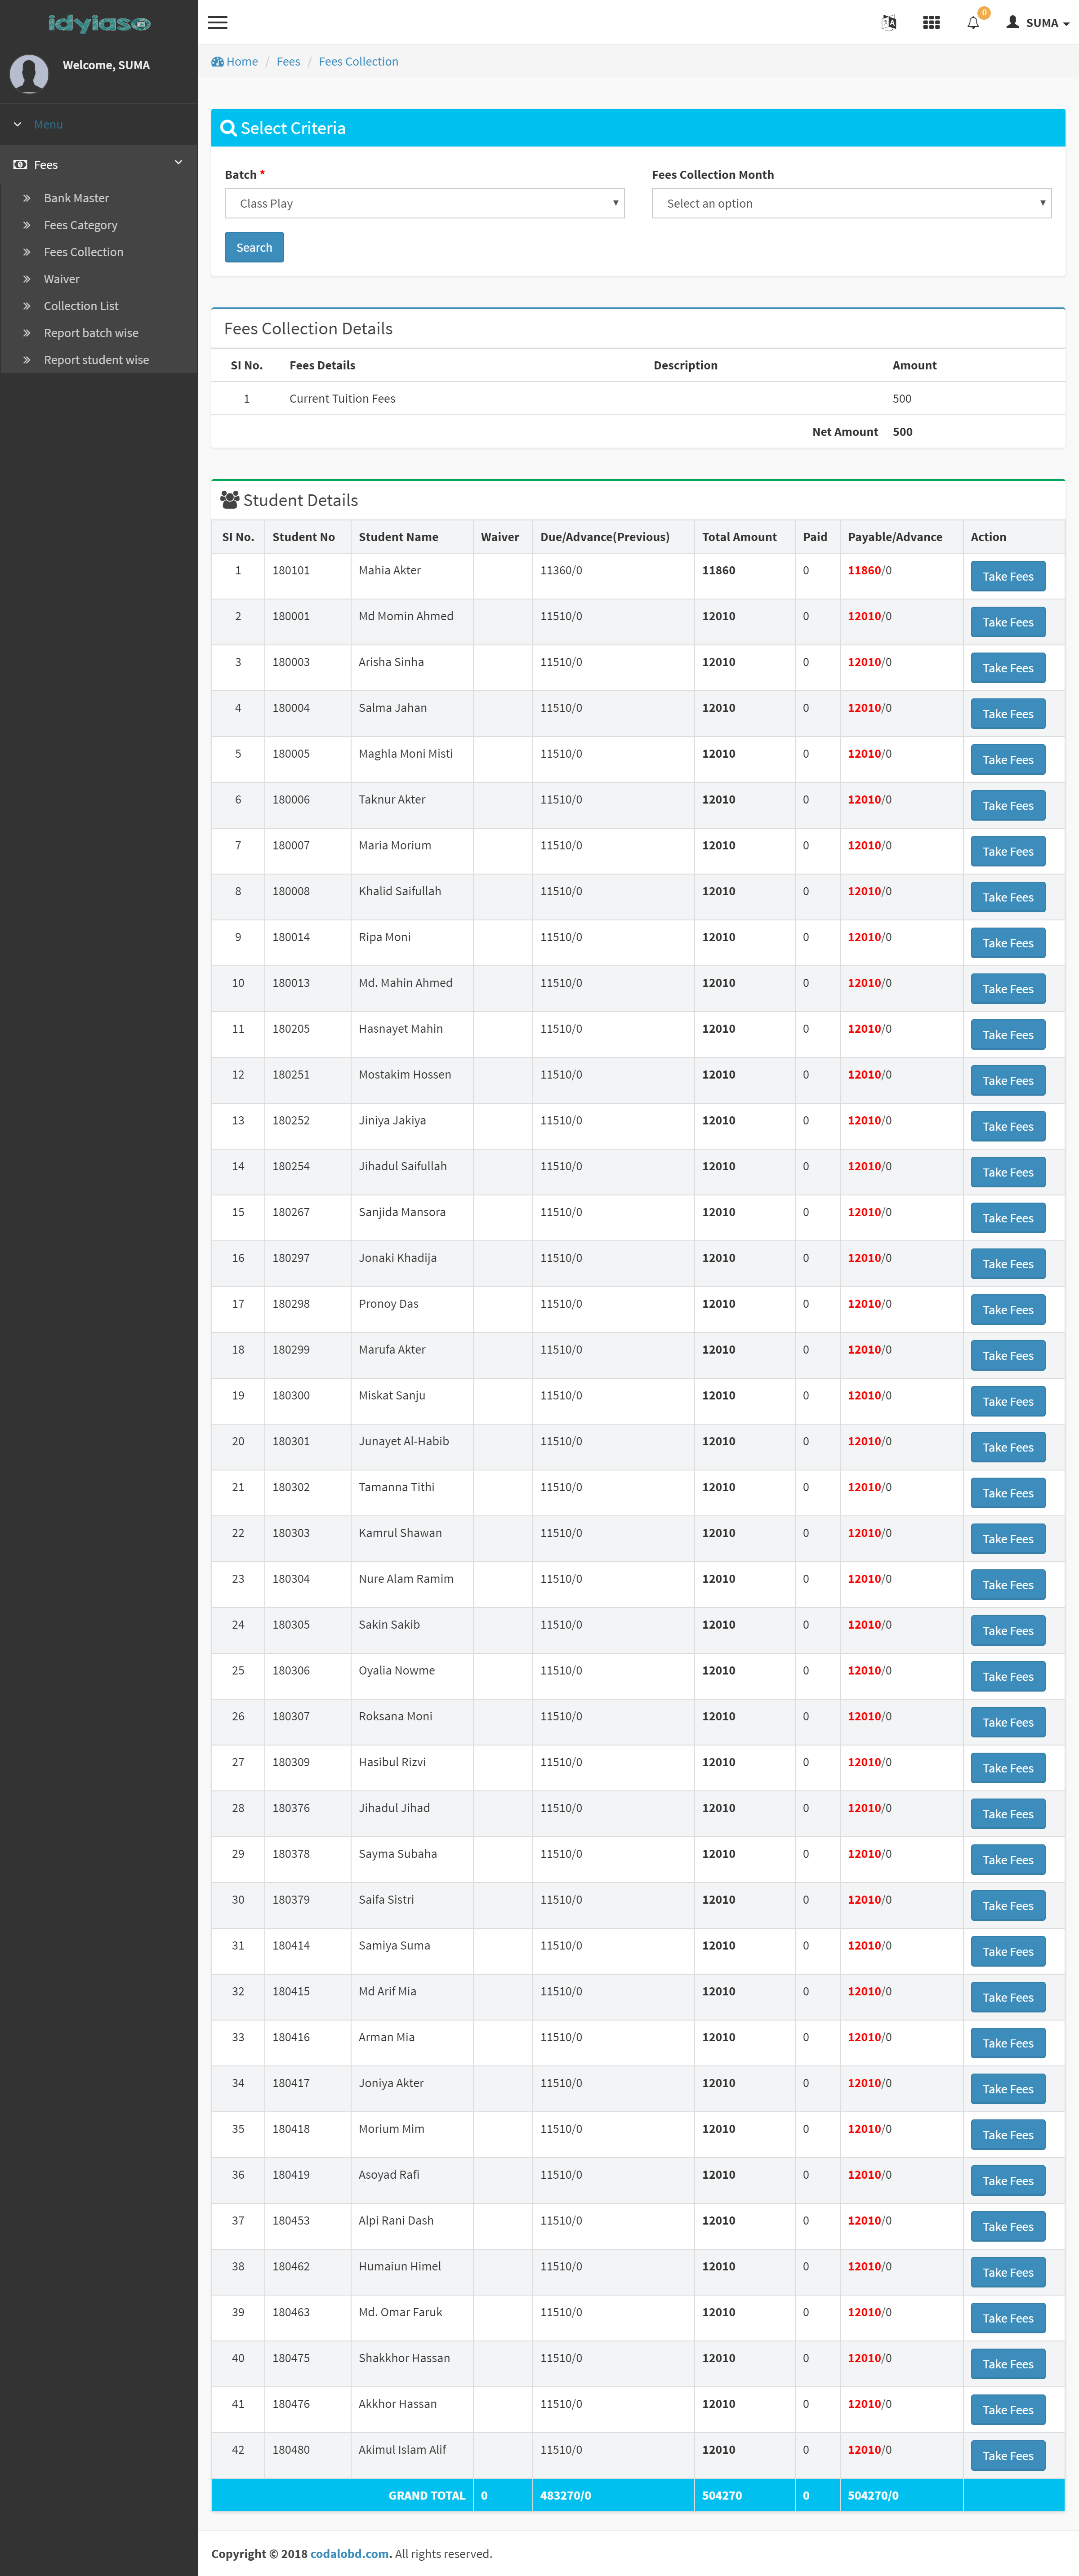 idyiaso
0
SUMA
Welcome, SUMA
Home / Fees / Fees Collection
Menu
Fees
Bank Master
Fees Category
Fees Collection
Waiver
Collection List
Report batch wise
Report student wise
Select Criteria
Batch * Fees Collection Month
Class Play Select an option
Search
Fees Collection Details
SI No. Fees Details Description Amount
1 Current Tuition Fees 500
Net Amount 500
Student Details
SI No. Student No Student Name Waiver Due/Advance(Previous) Total Amount Paid Payable/Advance Action
1 180101 Mahia Akter 11360/0 11860 0 11860/0 Take Fees
2 180001 Md Momin Ahmed 11510/0 12010 0 12010/0 Take Fees
3 180003 Arisha Sinha 11510/0 12010 0 12010/0 Take Fees
4 180004 Salma Jahan 11510/0 12010 0 12010/0 Take Fees
5 180005 Maghla Moni Misti 11510/0 12010 0 12010/0 Take Fees
6 180006 Taknur Akter 11510/0 12010 0 12010/0 Take Fees
7 180007 Maria Morium 11510/0 12010 0 12010/0 Take Fees
8 180008 Khalid Saifullah 11510/0 12010 0 12010/0 Take Fees
9 180014 Ripa Moni 11510/0 12010 0 12010/0 Take Fees
10 180013 Md. Mahin Ahmed 11510/0 12010 0 12010/0 Take Fees
11 180205 Hasnayet Mahin 11510/0 12010 0 12010/0 Take Fees
12 180251 Mostakim Hossen 11510/0 12010 0 12010/0 Take Fees
13 180252 Jiniya Jakiya 11510/0 12010 0 12010/0 Take Fees
14 180254 Jihadul Saifullah 11510/0 12010 0 12010/0 Take Fees
15 180267 Sanjida Mansora 11510/0 12010 0 12010/0 Take Fees
16 180297 Jonaki Khadija 11510/0 12010 0 12010/0 Take Fees
17 180298 Pronoy Das 11510/0 12010 0 12010/0 Take Fees
18 180299 Marufa Akter 11510/0 12010 0 12010/0 Take Fees
19 180300 Miskat Sanju 11510/0 12010 0 12010/0 Take Fees
20 180301 Junayet Al-Habib 11510/0 12010 0 12010/0 Take Fees
21 180302 Tamanna Tithi 11510/0 12010 0 12010/0 Take Fees
22 180303 Kamrul Shawan 11510/0 12010 0 12010/0 Take Fees
23 180304 Nure Alam Ramim 11510/0 12010 0 12010/0 Take Fees
24 180305 Sakin Sakib 11510/0 12010 0 12010/0 Take Fees
25 180306 Oyalia Nowme 11510/0 12010 0 12010/0 Take Fees
26 180307 Roksana Moni 11510/0 12010 0 12010/0 Take Fees
27 180309 Hasibul Rizvi 11510/0 12010 0 12010/0 Take Fees
28 180376 Jihadul Jihad 11510/0 12010 0 12010/0 Take Fees
29 180378 Sayma Subaha 11510/0 12010 0 12010/0 Take Fees
30 180379 Saifa Sistri 11510/0 12010 0 12010/0 Take Fees
31 180414 Samiya Suma 11510/0 12010 0 12010/0 Take Fees
32 180415 Md Arif Mia 11510/0 12010 0 12010/0 Take Fees
33 180416 Arman Mia 11510/0 12010 0 12010/0 Take Fees
34 180417 Joniya Akter 11510/0 12010 0 12010/0 Take Fees
35 180418 Morium Mim 11510/0 12010 0 12010/0 Take Fees
36 180419 Asoyad Rafi 11510/0 12010 0 12010/0 Take Fees
37 180453 Alpi Rani Dash 11510/0 12010 0 12010/0 Take Fees
38 180462 Humaiun Himel 11510/0 12010 0 12010/0 Take Fees
39 180463 Md. Omar Faruk 11510/0 12010 0 12010/0 Take Fees
40 180475 Shakkhor Hassan 11510/0 12010 0 12010/0 Take Fees
41 180476 Akkhor Hassan 11510/0 12010 0 12010/0 Take Fees
42 180480 Akimul Islam Alif 11510/0 12010 0 12010/0 Take Fees
GRAND TOTAL 0 483270/0 504270 0 504270/0
Copyright © 2018 codalobd.com. All rights reserved.